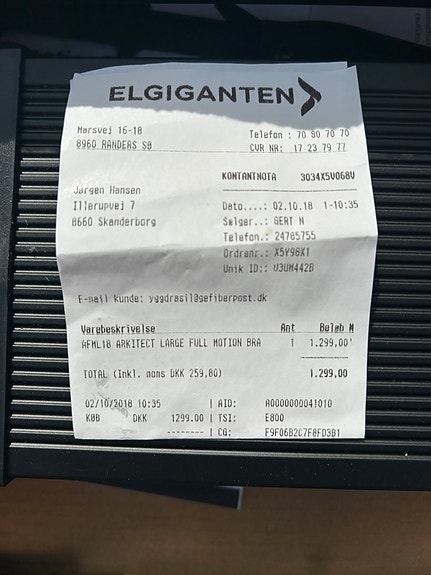 ELGIGANTEN
Marsvej 16-18 Telefon : 70 80 70 70
8960 RANDERS SØ CVR NR: 17 23 79 77
KONTANTNOTA 3034X5V068V
Jørgen Hansen Dato....: 02.10.18 1-10:35
Illerupvej 7 Sælger..: GERT N
8660 Skanderborg Telefon.: 24785755
Ordrenr.: X5Y98X1
Unik ID:: U3UM442B
E-mail kunde: yggdrasil@gefiberpost.dk
Varebeskrivelse Ant Beløb M
AFML18 ARKITECT LARGE FULL MOTION BRA 1 1.299,00'
TOTAL (Inkl. moms DKK 259,80) 1.299,00
02/10/2018 10:35 | AID: A0000000041010
KØB DKK 1299.00 | TSI: E800
-------- | CG: F9F06B2C7F8FD3B1